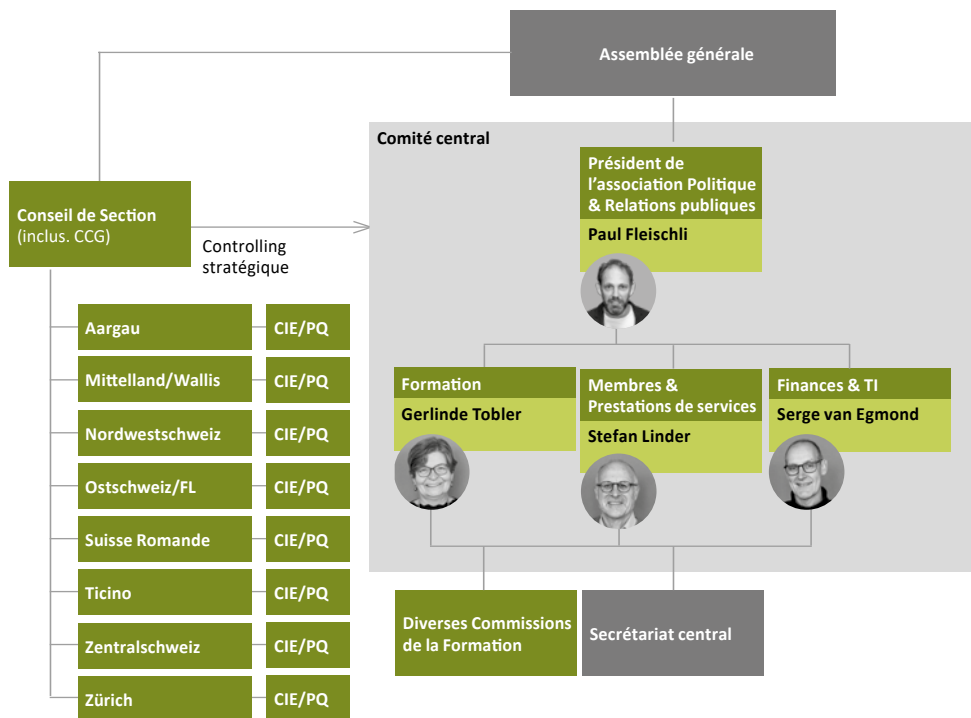 Assemblée générale
Comité central
Président de
l'association Politique
& Relations publiques
Paul Fleischli
Conseil de Section
(inclus. CCG)
Controlling
stratégique
Aargau
CIE/PQ
Mittelland/Wallis
CIE/PQ
Nordwestschweiz
CIE/PQ
Ostschweiz/FL
CIE/PQ
Suisse Romande
CIE/PQ
Ticino
CIE/PQ
Zentralschweiz
CIE/PQ
Zürich
CIE/PQ
Formation
Gerlinde Tobler
Membres &
Prestations de services
Stefan Linder
Finances & TI
Serge van Egmond
Diverses Commissions
de la Formation
Secrétariat central